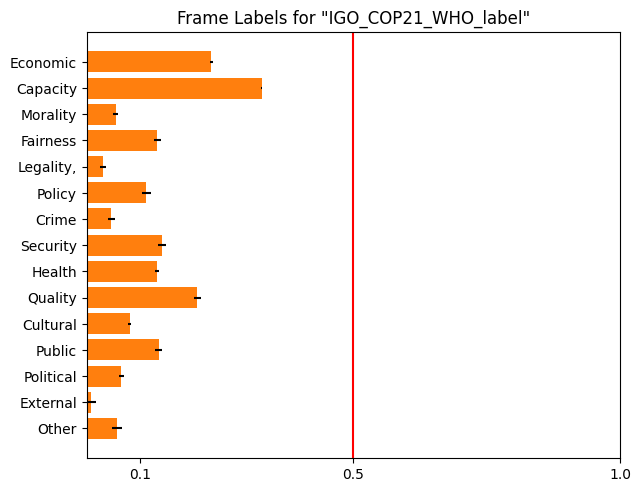 Frame Labels for "IGO_COP21_WHO_label"
Economic
Capacity
Morality
Fairness
Legality,
Policy
Crime
Security
Health
Quality
Cultural
Public
Political
External
Other
0.1 0.5 1.0